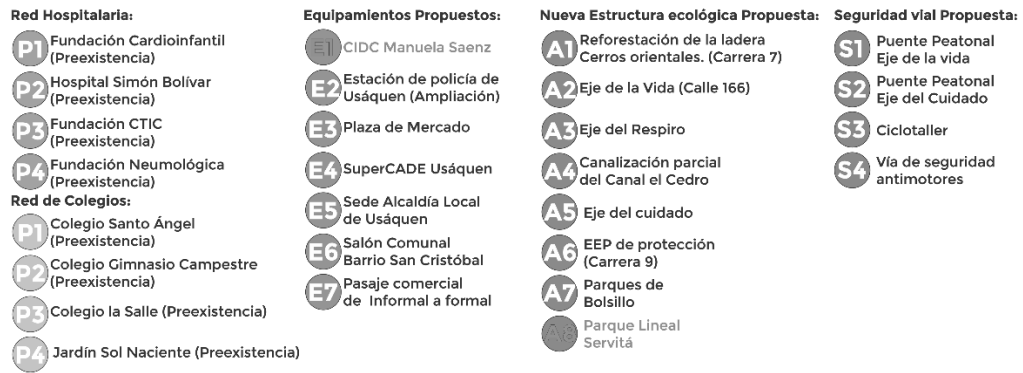 Red Hospitalaria:
P1 Fundación Cardioinfantil
(Preexistencia)
P2 Hospital Simón Bolívar
(Preexistencia)
P3 Fundación CTIC
(Preexistencia)
P4 Fundación Neumológica
(Preexistencia)
Red de Colegios:
P1 Colegio Santo Ángel
(Preexistencia)
P2 Colegio Gimnasio Campestre
(Preexistencia)
P3 Colegio la Salle (Preexistencia)
P4 Jardín Sol Naciente (Preexistencia)
Equipamientos Propuestos:
E1 CIDC Manuela Saenz
E2 Estación de policía de
Usáquen (Ampliación)
E3 Plaza de Mercado
E4 SuperCADE Usáquen
E5 Sede Alcaldía Local
de Usáquen
E6 Salón Comunal
Barrio San Cristóbal
E7 Pasaje comercial
de Informal a formal
Nueva Estructura ecológica Propuesta:
A1 Reforestación de la ladera
Cerros orientales. (Carrera 7)
A2 Eje de la Vida (Calle 166)
A3 Eje del Respiro
A4 Canalización parcial
del Canal el Cedro
A5 Eje del cuidado
A6 EEP de protección
(Carrera 9)
A7 Parques de
Bolsillo
A8 Parque Lineal
Servitá
Seguridad vial Propuesta:
S1 Puente Peatonal
Eje de la vida
S2 Puente Peatonal
Eje del Cuidado
S3 Ciclotaller
S4 Vía de seguridad
antimotores